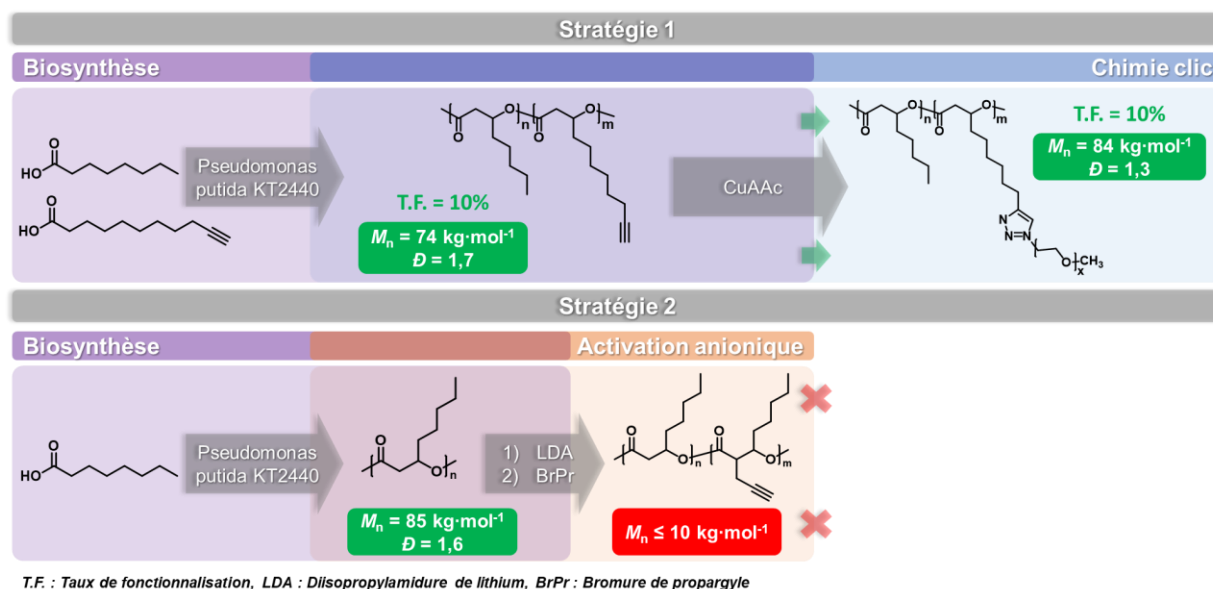 Stratégie 1
Biosynthèse
Chimie clic
HO
O
HO
O
Pseudomonas
putida KT2440
O
O
n
O
O
m
T.F. = 10%
Mn = 74 kg·mol-1
Đ = 1,7
CuAAc
O
O
n
O
O
m
T.F. = 10%
Mn = 84 kg·mol-1
Đ = 1,3
N
N=N
O
x
CH3
Stratégie 2
Biosynthèse
Activation anionique
HO
O
Pseudomonas
putida KT2440
O
O
n
Mn = 85 kg·mol-1
Đ = 1,6
1) LDA
2) BrPr
O
O
n
O
O
m
Mn ≤ 10 kg·mol-1
T.F. : Taux de fonctionnalisation, LDA : Diisopropylamidure de lithium, BrPr : Bromure de propargyle